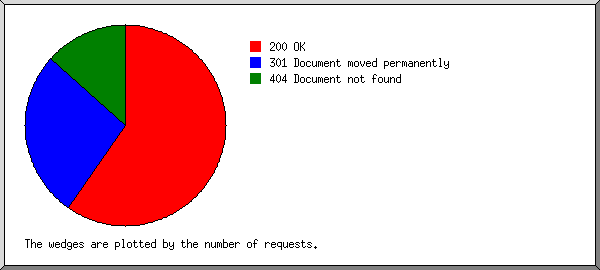 200 OK
301 Document moved permanently
404 Document not found
The wedges are plotted by the number of requests.